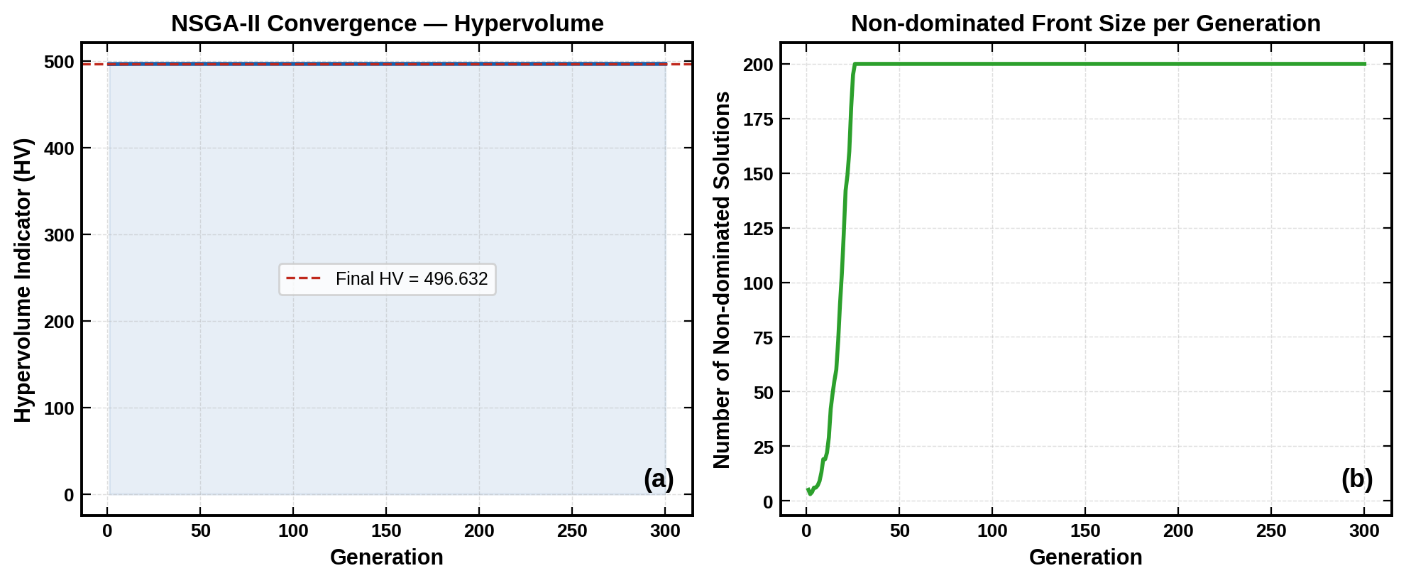 NSGA-II Convergence — Hypervolume
Hypervolume Indicator (HV)
500
400
300
200
100
0
Final HV = 496.632
(a)
0 50 100 150 200 250 300
Generation
Non-dominated Front Size per Generation
Number of Non-dominated Solutions
200
175
150
125
100
75
50
25
0
(b)
0 50 100 150 200 250 300
Generation